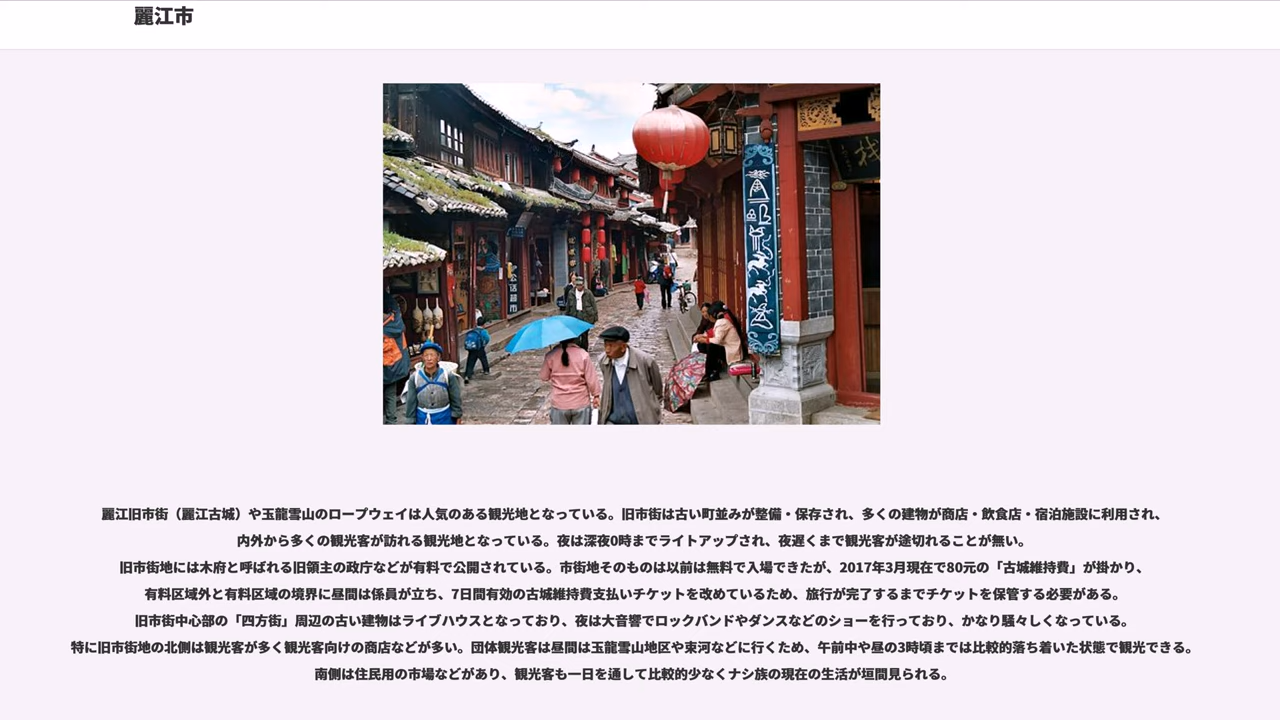 麗江市
麗江旧市街（麗江古城）や玉龍雪山のロープウェイは人気のある観光地となっている。旧市街は古い町並みが整備・保存され、多くの建物が商店・飲食店・宿泊施設に利用され、
内外から多くの観光客が訪れる観光地となっている。夜は深夜0時までライトアップされ、夜遅くまで観光客が途切れることが無い。
旧市街地には木府と呼ばれる旧領主の政庁などが有料で公開されている。市街地そのものは以前は無料で入場できたが、2017年3月現在で80元の「古城維持費」が掛かり、
有料区域外と有料区域の境界に昼間は係員が立ち、7日間有効の古城維持費支払いチケットを改めているため、旅行が完了するまでチケットを保管する必要がある。
旧市街中心部の「四方街」周辺の古い建物はライブハウスとなっており、夜は大音響でロックバンドやダンスなどのショーを行っており、かなり騒々しくなっている。
特に旧市街地の北側は観光客が多く観光客向けの商店などが多い。団体観光客は昼間は玉龍雪山地区や束河などに行くため、午前中や昼の3時頃までは比較的落ち着いた状態で観光できる。
南側は住民用の市場などがあり、観光客も一日を通して比較的少なくナシ族の現在の生活が垣間見られる。